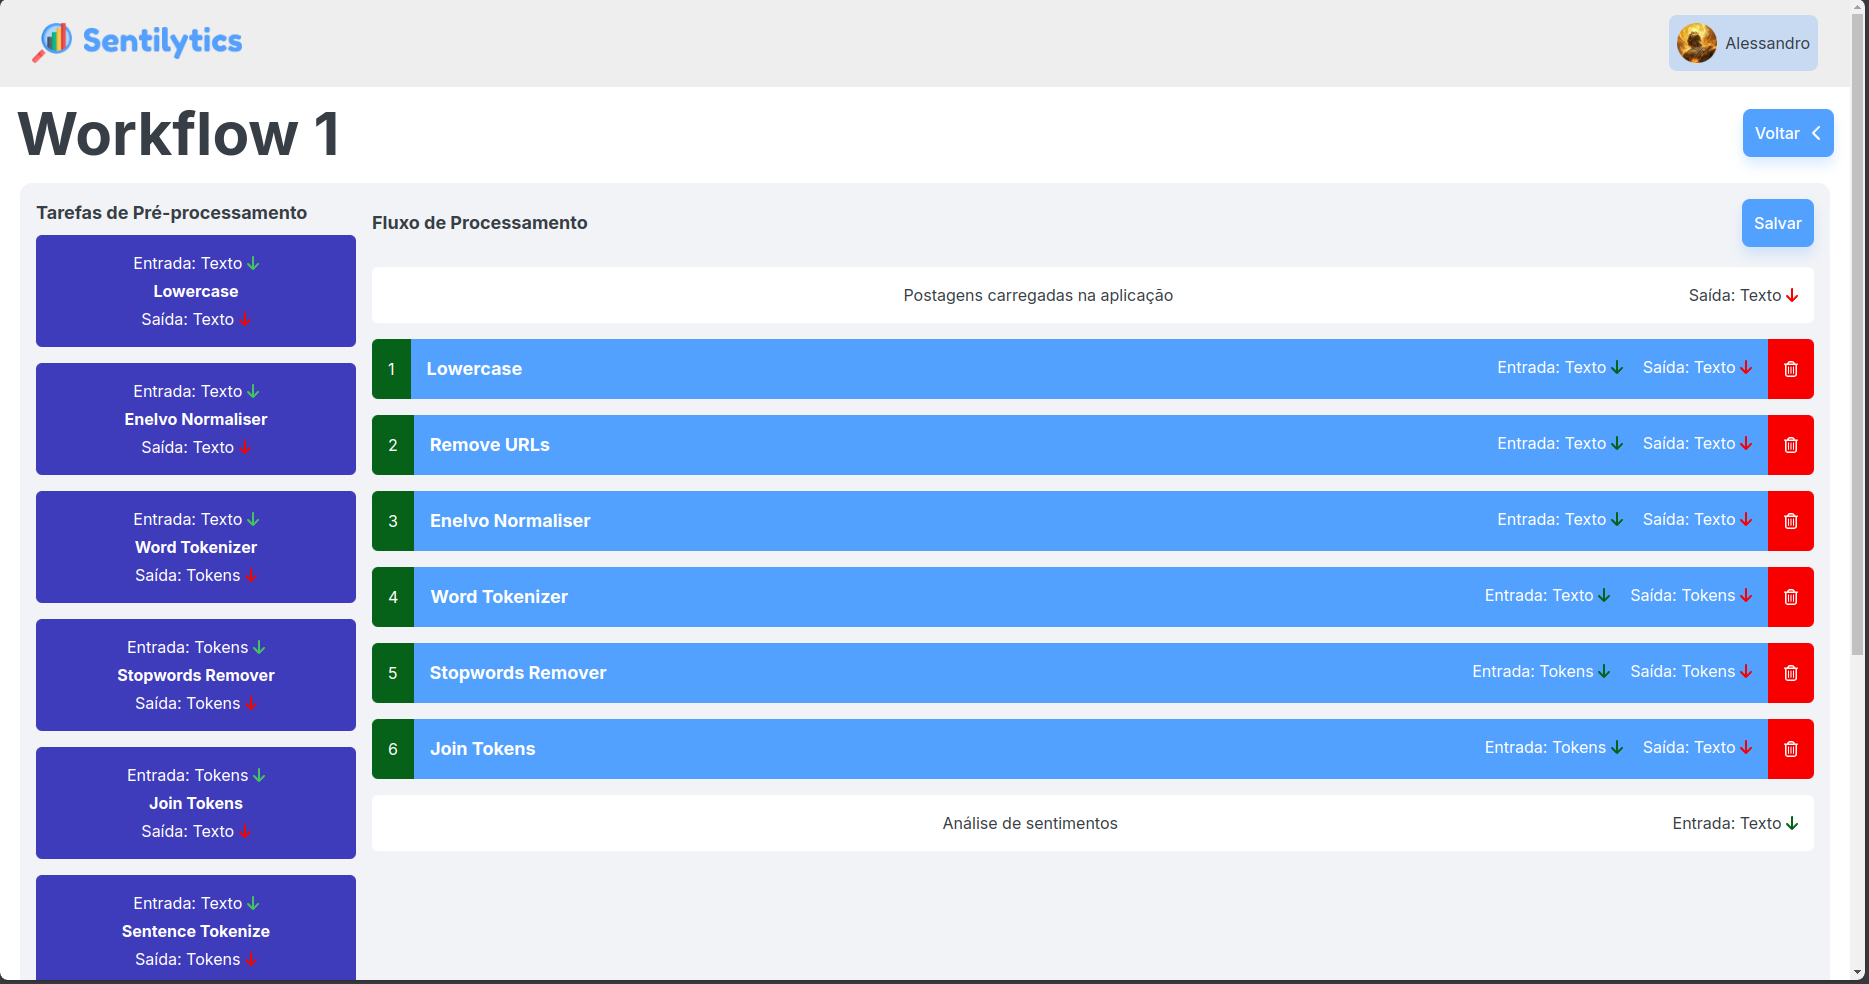 Sentilytics
Alessandro
Workflow 1
Voltar
Tarefas de Pré-processamento
Entrada: Texto
Lowercase
Saída: Texto
Entrada: Texto
Enelvo Normaliser
Saída: Texto
Entrada: Texto
Word Tokenizer
Saída: Tokens
Entrada: Tokens
Stopwords Remover
Saída: Tokens
Entrada: Tokens
Join Tokens
Saída: Texto
Entrada: Texto
Sentence Tokenize
Saída: Tokens
Fluxo de Processamento
Salvar
Postagens carregadas na aplicação Saída: Texto
1 Lowercase Entrada: Texto Saída: Texto
2 Remove URLs Entrada: Texto Saída: Texto
3 Enelvo Normaliser Entrada: Texto Saída: Texto
4 Word Tokenizer Entrada: Texto Saída: Tokens
5 Stopwords Remover Entrada: Tokens Saída: Tokens
6 Join Tokens Entrada: Tokens Saída: Texto
Análise de sentimentos Entrada: Texto